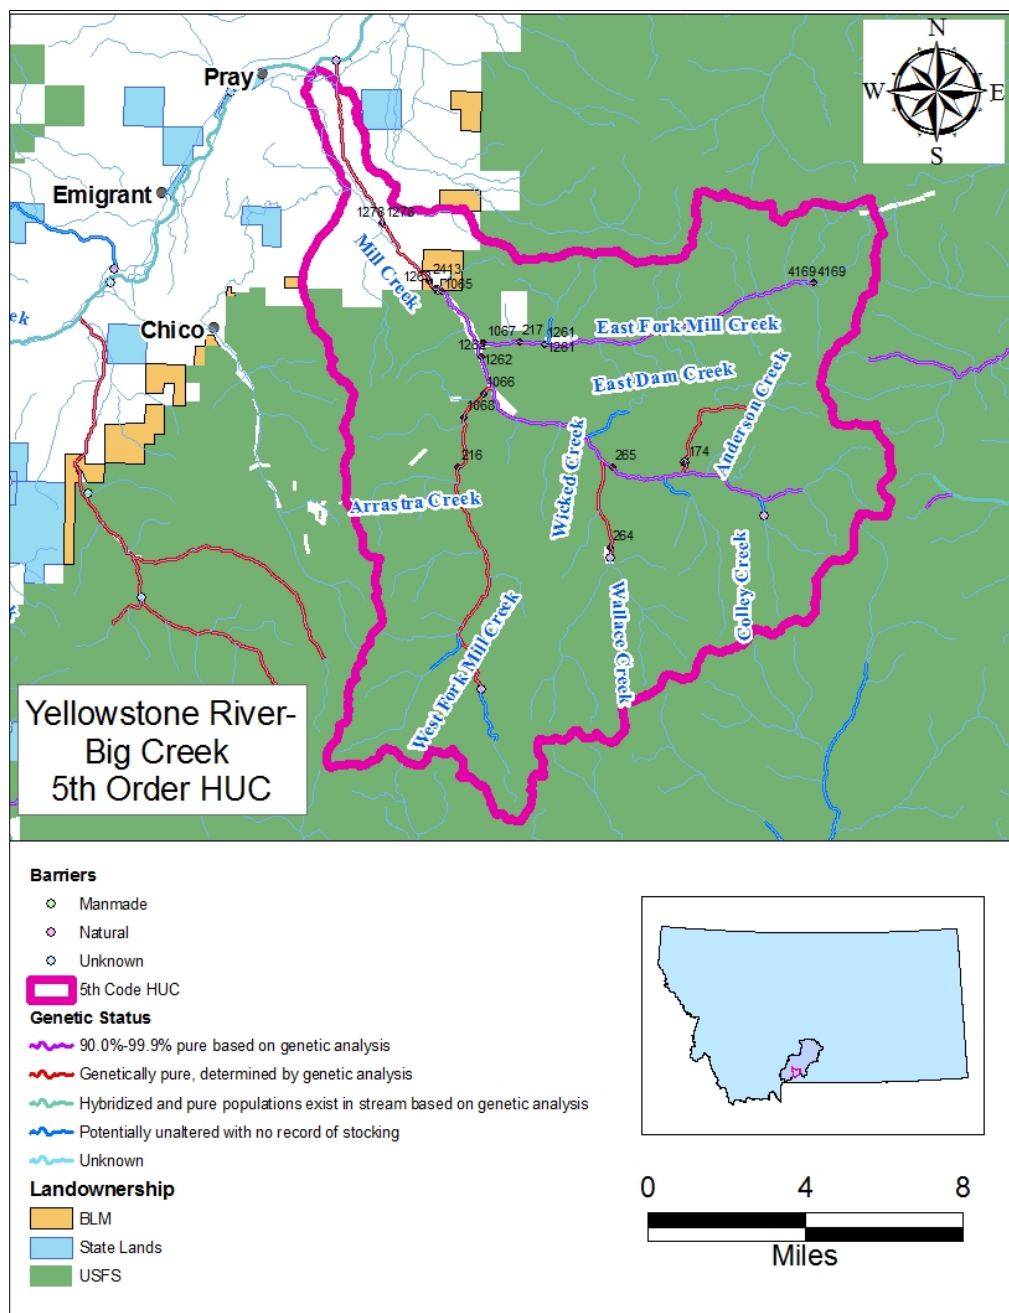 N
W E
S
Pray
Emigrant
Chico
1278 1278
Mill Creek
2413
1065
4169 4169
1067 217 1261
1261
East Fork Mill Creek
1262
1066
1068
East Dam Creek
Anderson Creek
Wicked Creek
216
265
174
Arrastra Creek
264
Colley Creek
Wallace Creek
West Fork Mill Creek
Yellowstone River-
Big Creek
5th Order HUC
Barriers
Manmade
Natural
Unknown
5th Code HUC
Genetic Status
90.0%-99.9% pure based on genetic analysis
Genetically pure, determined by genetic analysis
Hybridized and pure populations exist in stream based on genetic analysis
Potentially unaltered with no record of stocking
Unknown
Landownership
BLM
State Lands
USFS
0 4 8
Miles